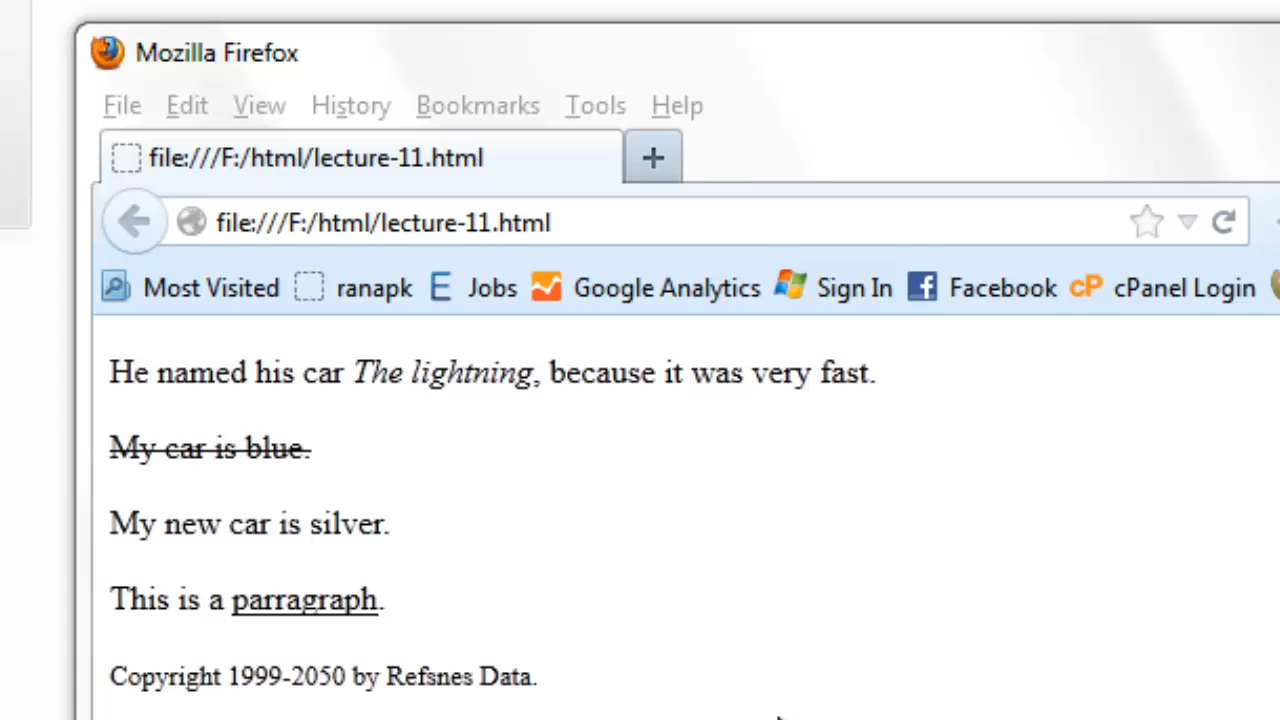 Mozilla Firefox
File Edit View History Bookmarks Tools Help
file:///F:/html/lecture-11.html +
file:///F:/html/lecture-11.html
Most Visited ranapk E Jobs Google Analytics Sign In f Facebook cP cPanel Login
He named his car The lightning, because it was very fast.
My car is blue.
My new car is silver.
This is a parragraph.
Copyright 1999-2050 by Refsnes Data.